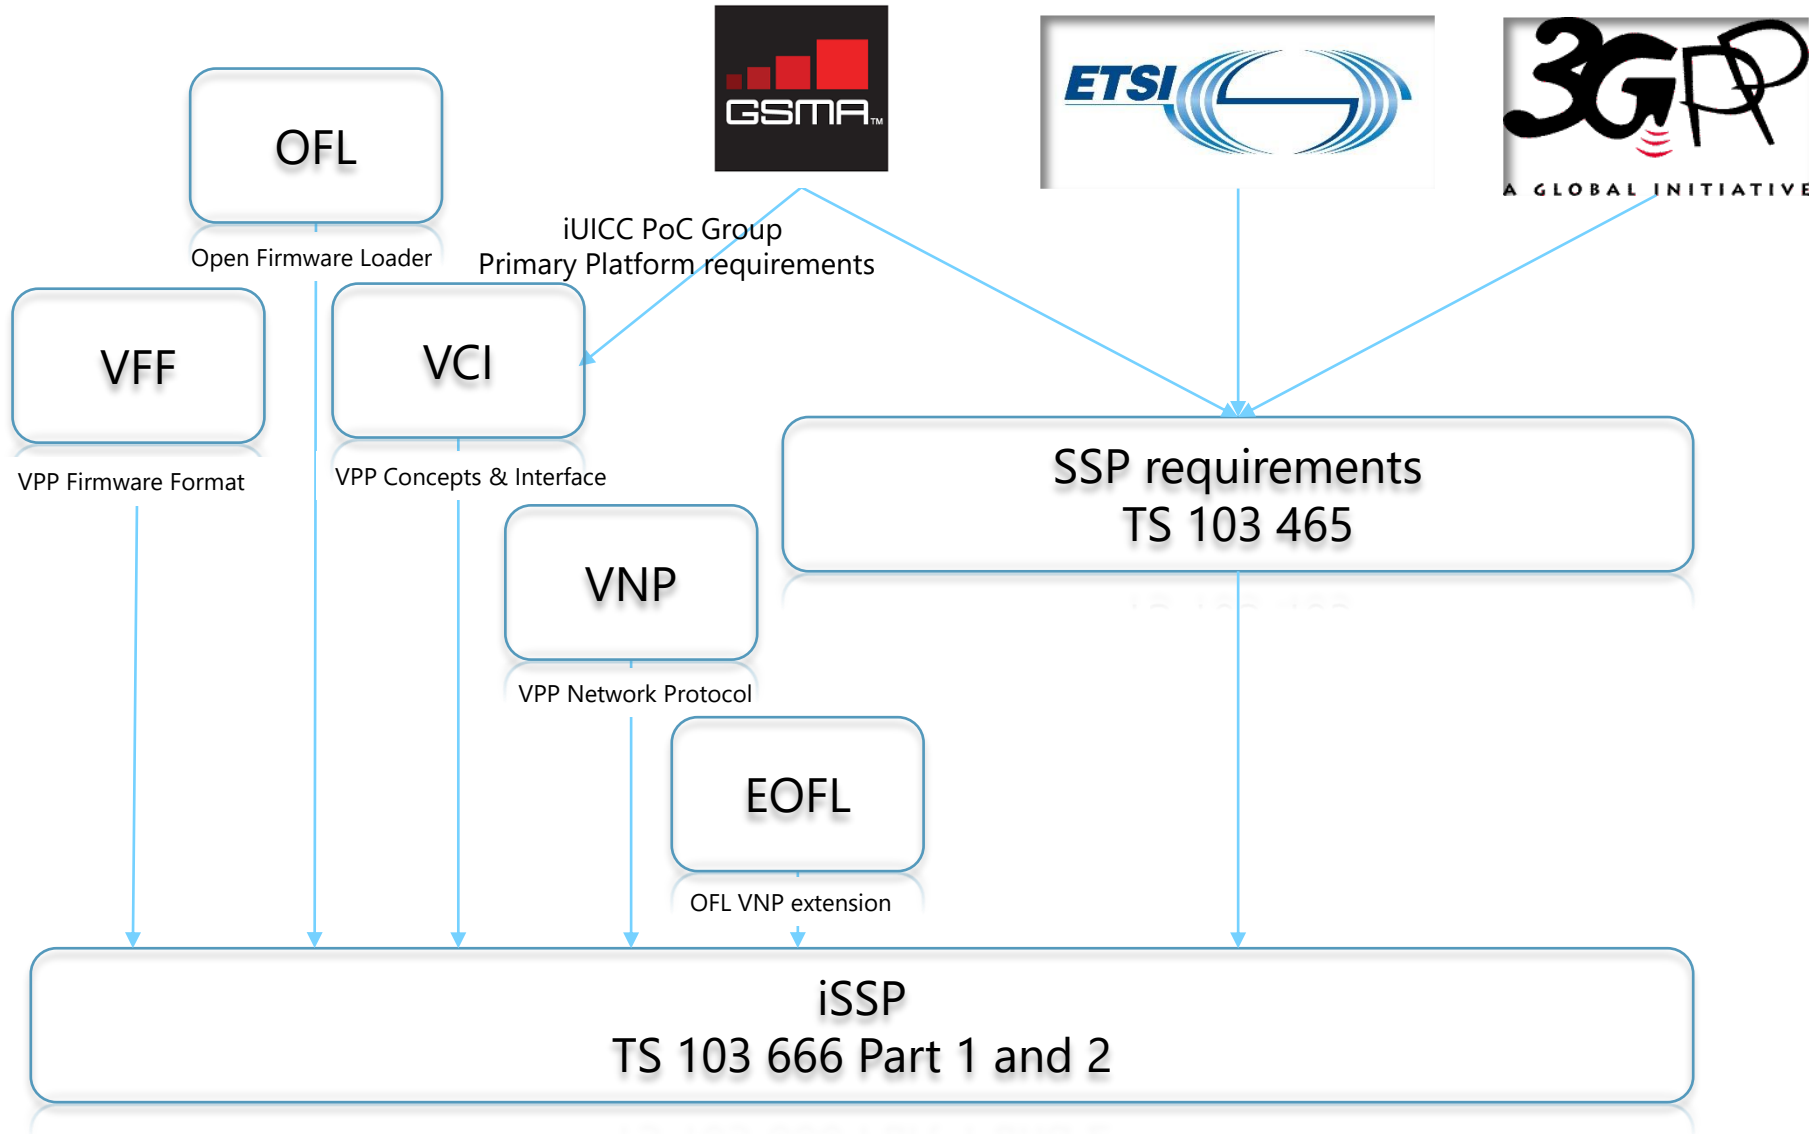 GSMA™
ETSI
3GPP
A GLOBAL INITIATIVE
OFL
Open Firmware Loader
iUICC PoC Group
Primary Platform requirements
VFF
VPP Firmware Format
VCI
VPP Concepts & Interface
SSP requirements
TS 103 465
VNP
VPP Network Protocol
EOFL
OFL VNP extension
iSSP
TS 103 666 Part 1 and 2